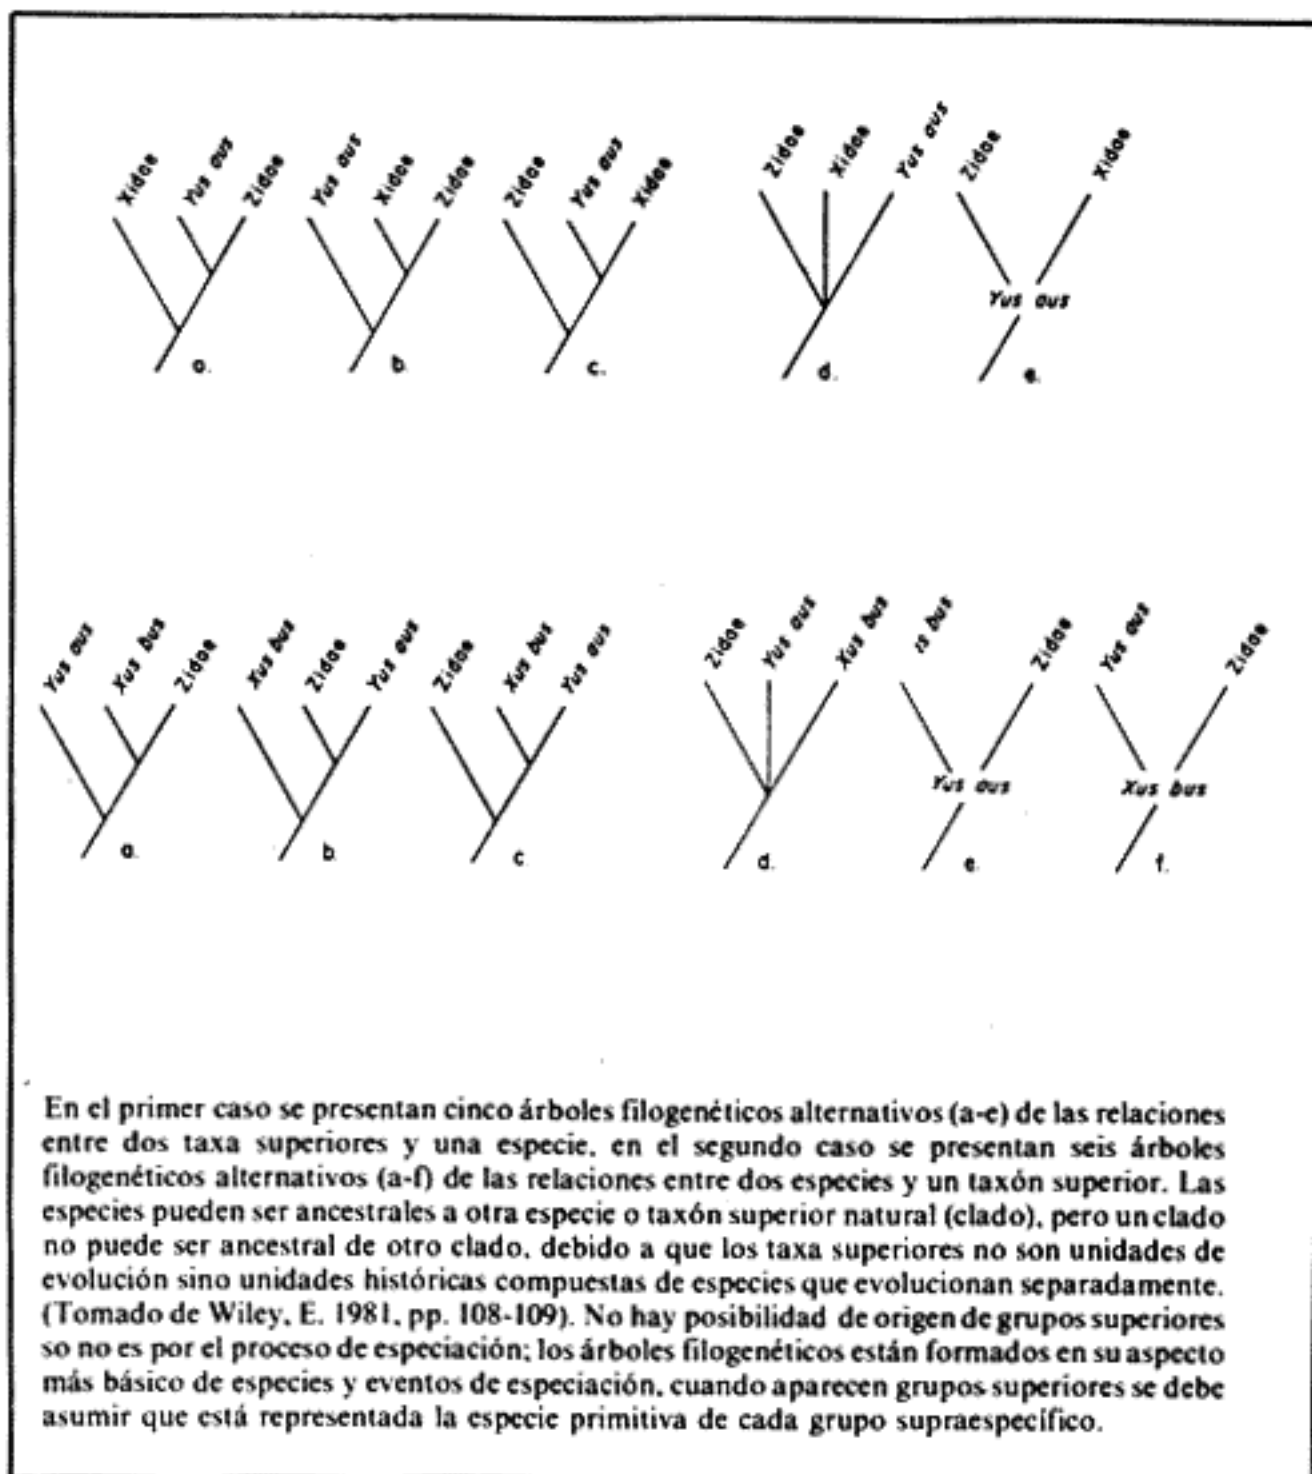 Xidae Yus aus Zidae Yus aus Xidae Zidae Zidae Yus aus Xidae Zidae Xidae Yus aus Zidae Xidae
Yus aus
a. b. c. d. e.
Yus aus Xus bus Zidae Xus bus Zidae Yus aus Zidae Xus bus Yus aus Zidae Yus aus Xus bus bus Zidae Yus aus Zidae
Yus aus Xus bus
a. b. c d. e. f.
En el primer caso se presentan cinco árboles filogenéticos alternativos (a-e) de las relaciones
entre dos taxa superiores y una especie, en el segundo caso se presentan seis árboles
filogenéticos alternativos (a-f) de las relaciones entre dos especies y un taxón superior. Las
especies pueden ser ancestrales a otra especie o taxón superior natural (clado), pero un clado
no puede ser ancestral de otro clado, debido a que los taxa superiores no son unidades de
evolución sino unidades históricas compuestas de especies que evolucionan separadamente.
(Tomado de Wiley, E. 1981, pp. 108-109). No hay posibilidad de origen de grupos superiores
so no es por el proceso de especiación; los árboles filogenéticos están formados en su aspecto
más básico de especies y eventos de especiación, cuando aparecen grupos superiores se debe
asumir que está representada la especie primitiva de cada grupo supraespecífico.